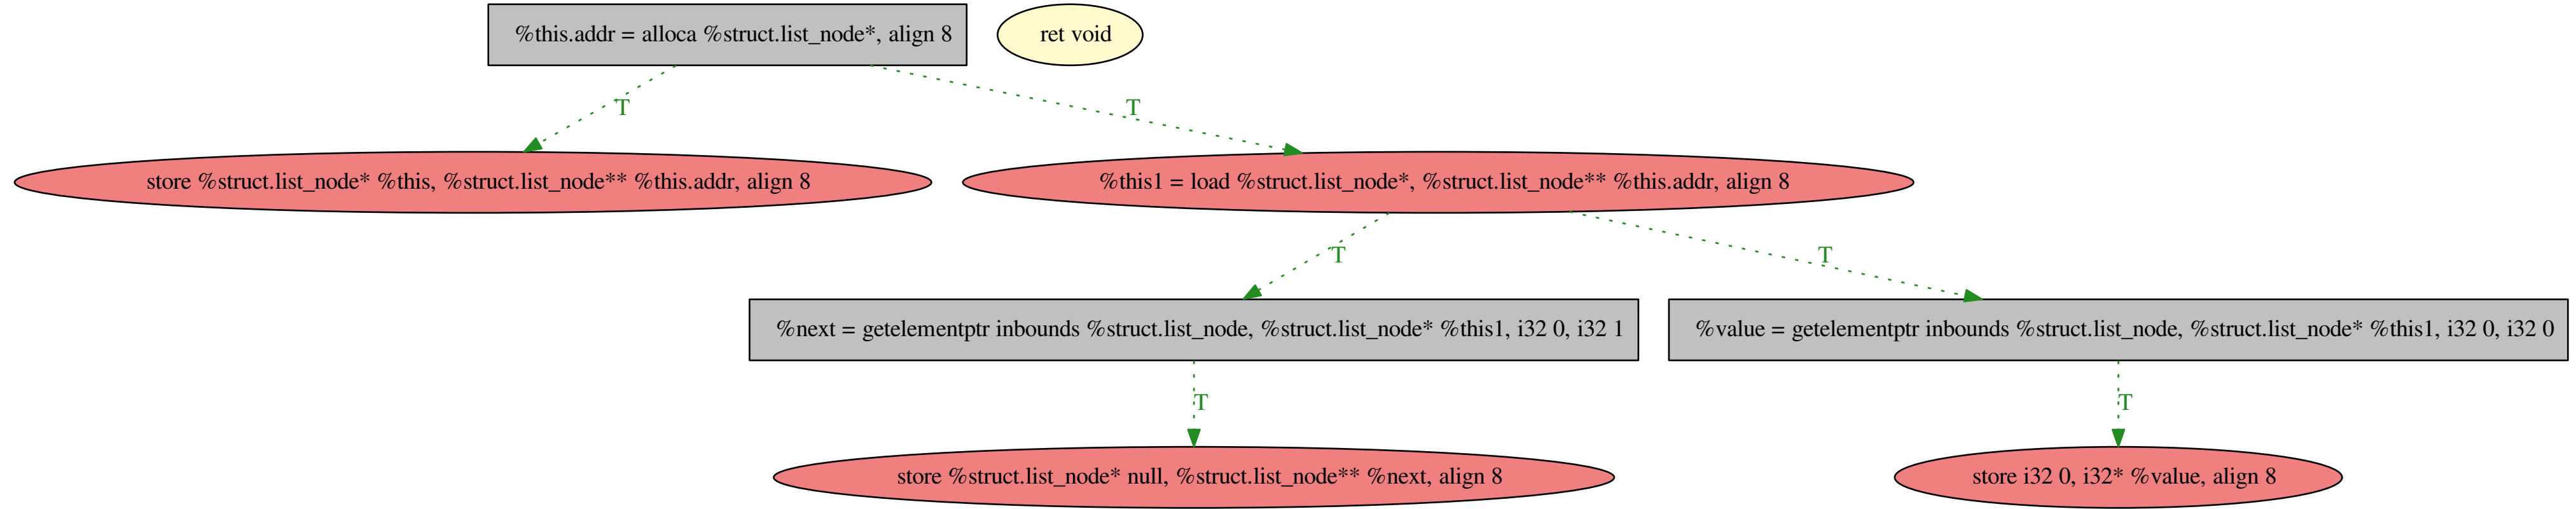 %this.addr = alloca %struct.list_node*, align 8
ret void
T
T
store %struct.list_node* %this, %struct.list_node** %this.addr, align 8
%this1 = load %struct.list_node*, %struct.list_node** %this.addr, align 8
T
T
%next = getelementptr inbounds %struct.list_node, %struct.list_node* %this1, i32 0, i32 1
%value = getelementptr inbounds %struct.list_node, %struct.list_node* %this1, i32 0, i32 0
T
T
store %struct.list_node* null, %struct.list_node** %next, align 8
store i32 0, i32* %value, align 8